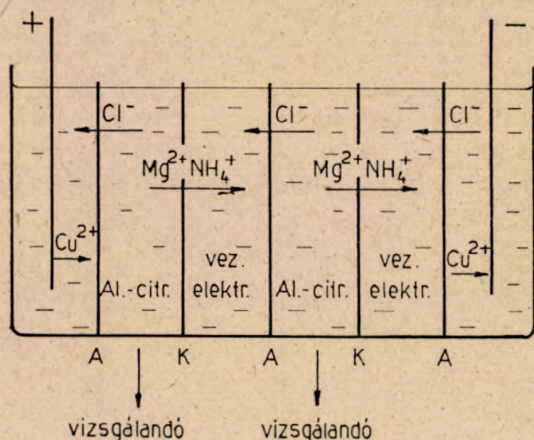 + −
Cl⁻ Cl⁻ Cl⁻
Mg²⁺NH₄⁺ Mg²⁺NH₄⁺
Cu²⁺ vez. vez. Cu²⁺
Al.-citr. elektr. Al.-citr. elektr.
A K A K A
vizsgálandó vizsgálandó